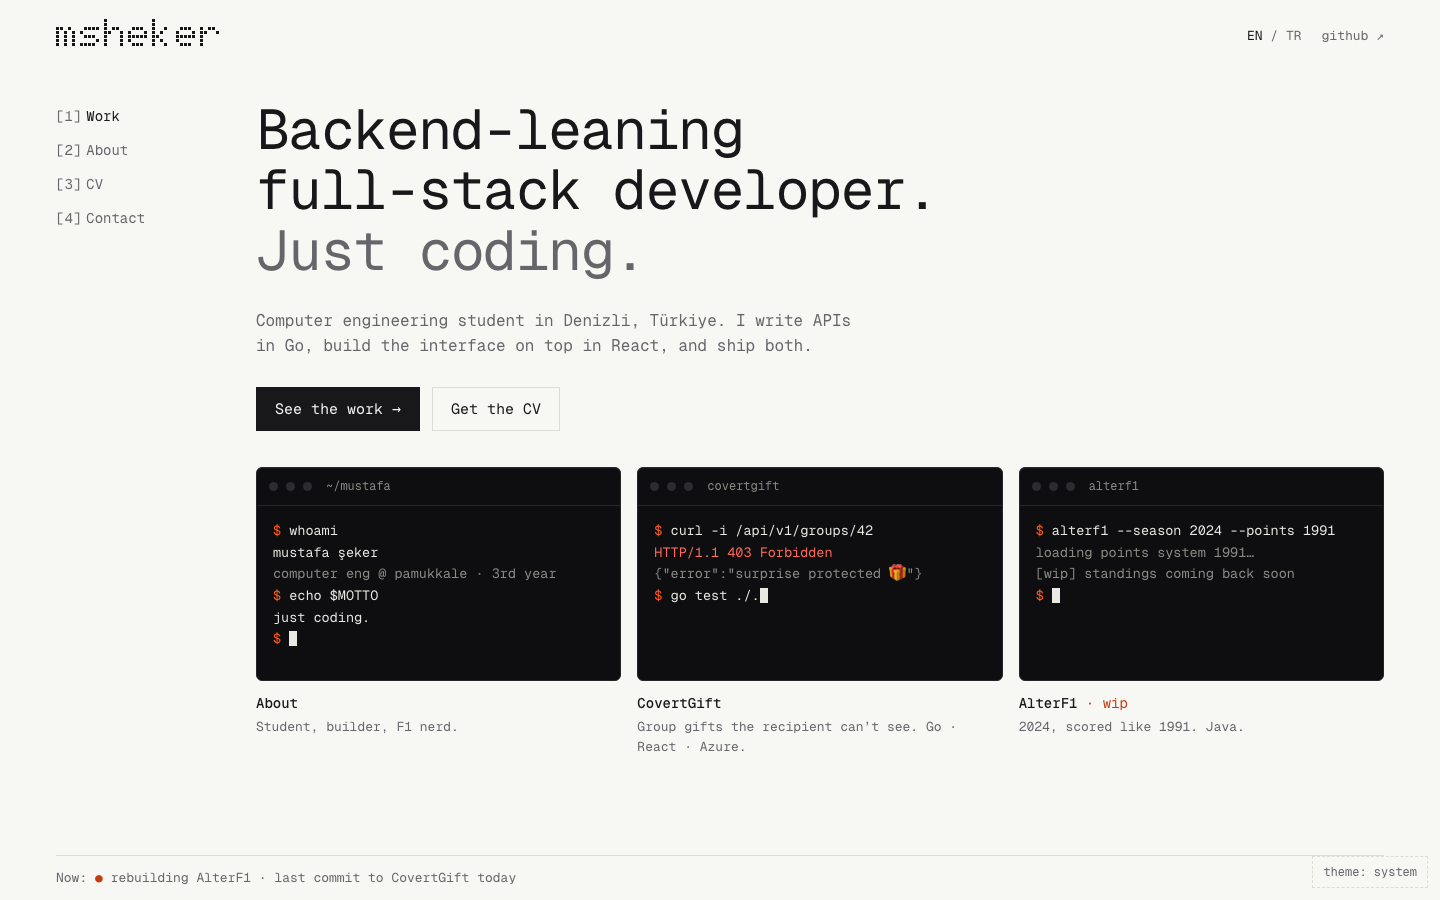 msheker
EN / TR github ↗
[1] Work
[2] About
[3] CV
[4] Contact
Backend-leaning
full-stack developer.
Just coding.
Computer engineering student in Denizli, Türkiye. I write APIs
in Go, build the interface on top in React, and ship both.
See the work →
Get the CV
~/mustafa
$ whoami
mustafa şeker
computer eng @ pamukkale · 3rd year
$ echo $MOTTO
just coding.
$
About
Student, builder, F1 nerd.
covertgift
$ curl -i /api/v1/groups/42
HTTP/1.1 403 Forbidden
{"error":"surprise protected 🎁"}
$ go test ./.
CovertGift
Group gifts the recipient can't see. Go ·
React · Azure.
alterf1
$ alterf1 --season 2024 --points 1991
loading points system 1991…
[wip] standings coming back soon
$
AlterF1 · wip
2024, scored like 1991. Java.
Now: ● rebuilding AlterF1 · last commit to CovertGift today
theme: system